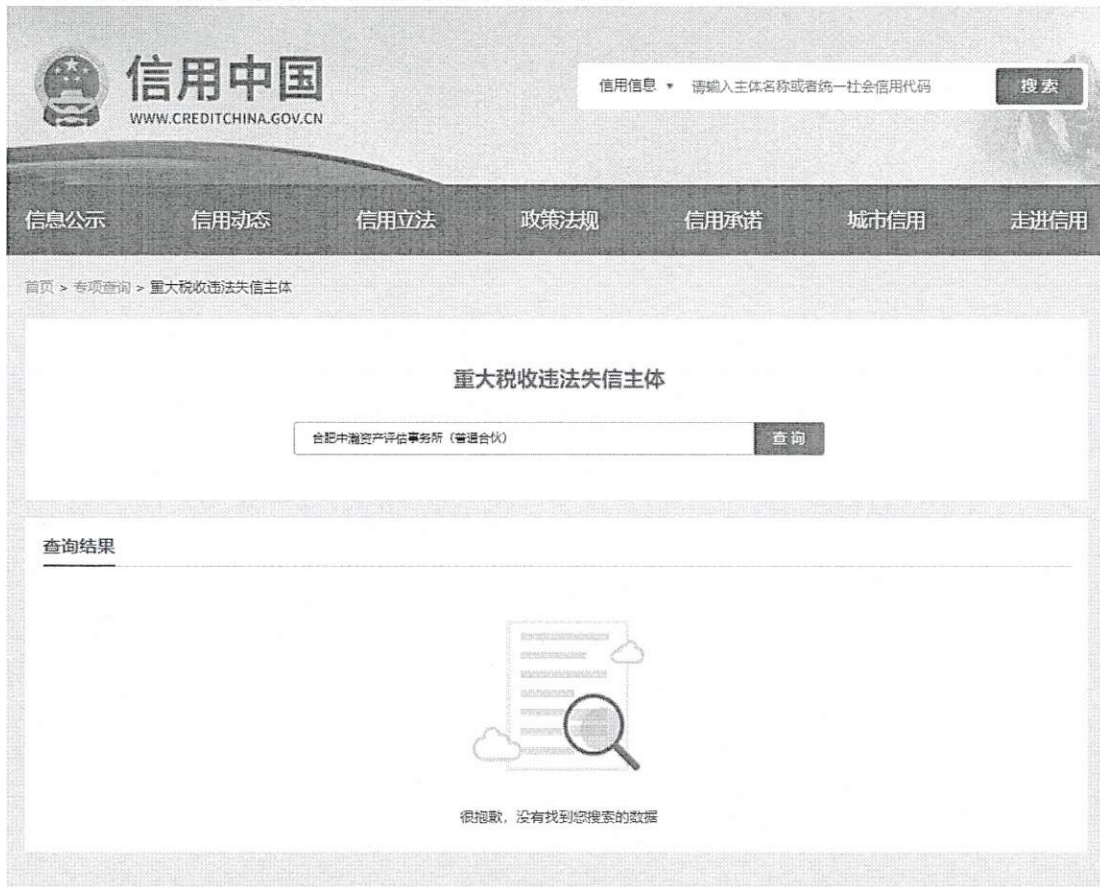 信用中国
WWW.CREDITCHINA.GOV.CN
信用信息 ▾ 请输入主体名称或者统一社会信用代码 搜索
信息公示 信用动态 信用立法 政策法规 信用承诺 城市信用 走进信用
首页 > 专项查询 > 重大税收违法失信主体
重大税收违法失信主体
合肥中瀚资产评估事务所（普通合伙） 查询
查询结果
很抱歉，没有找到您搜索的数据